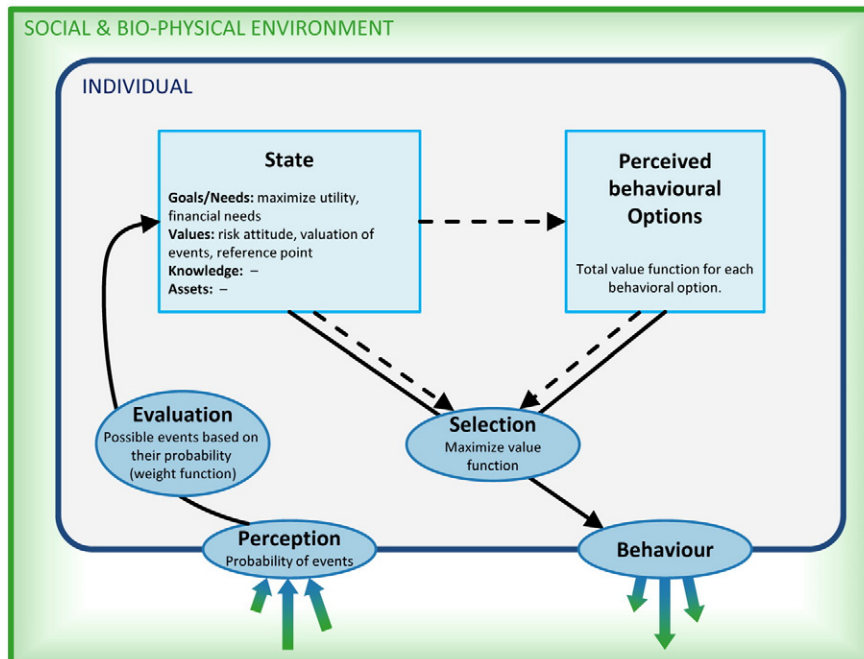 SOCIAL & BIO-PHYSICAL ENVIRONMENT
INDIVIDUAL
State
Goals/Needs: maximize utility,
financial needs
Values: risk attitude, valuation of
events, reference point
Knowledge: –
Assets: –
Perceived
behavioural
Options
Total value function for each
behavioral option.
Evaluation
Possible events based on
their probability
(weight function)
Selection
Maximize value
function
Perception
Probability of events
Behaviour